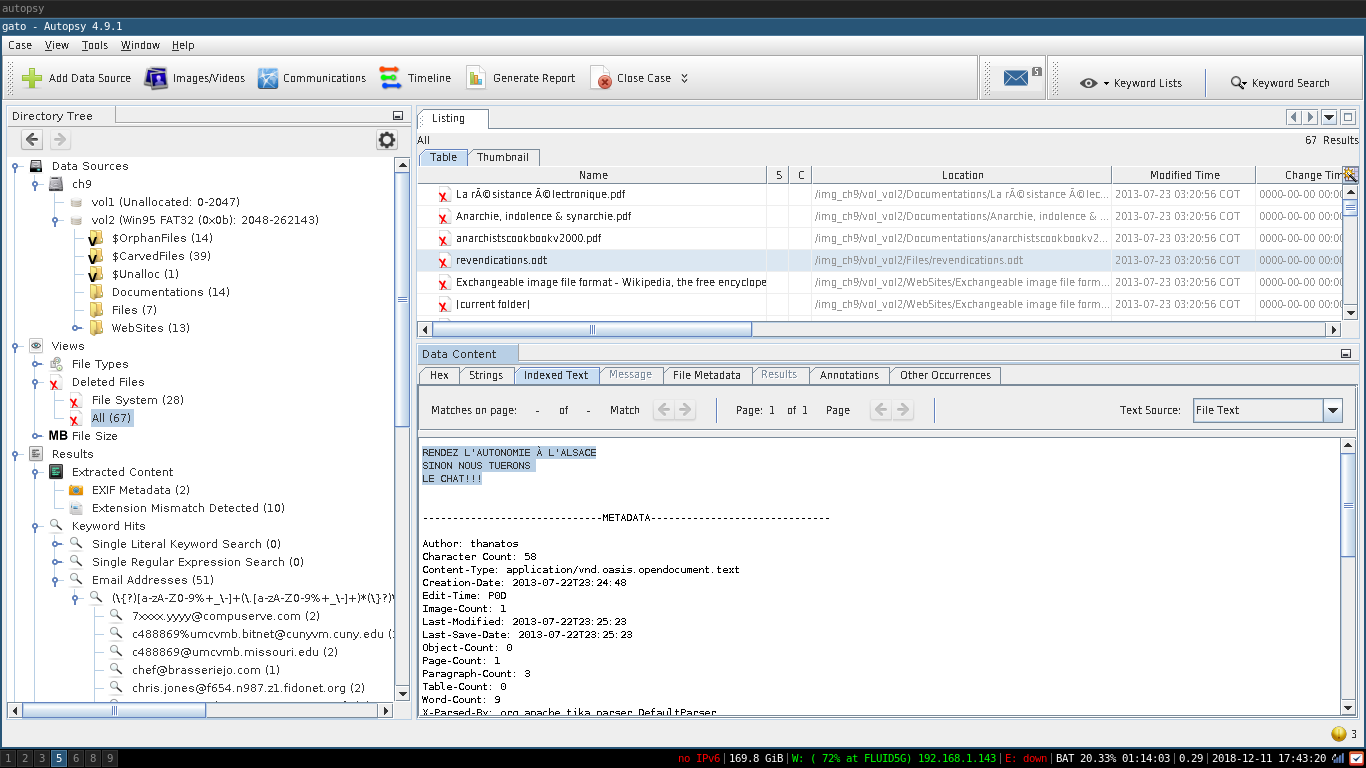 autopsy
gato - Autopsy 4.9.1
Case View Tools Window Help
Add Data Source Images/Videos Communications Timeline Generate Report Close Case 5 Keyword Lists Keyword Search
Directory Tree
Data Sources
ch9
vol1 (Unallocated: 0-2047)
vol2 (Win95 FAT32 (0x0b): 2048-262143)
$OrphanFiles (14)
$CarvedFiles (39)
$Unalloc (1)
Documentations (14)
Files (7)
WebSites (13)
Views
File Types
Deleted Files
File System (28)
All (67)
MB File Size
Results
Extracted Content
EXIF Metadata (2)
Extension Mismatch Detected (10)
Keyword Hits
Single Literal Keyword Search (0)
Single Regular Expression Search (0)
Email Addresses (51)
(\{?)[a-zA-Z0-9%+_\-]+(\.[a-zA-Z0-9%+_\-]+)*(\}?)\
7xxxx.yyyy@compuserve.com (2)
c488869%umcvmb.bitnet@cunyvm.cuny.edu (
c488869@umcvmb.missouri.edu (2)
chef@brasseriejo.com (1)
chris.jones@f654.n987.z1.fidonet.org (2)
Listing
All 67 Results
Table Thumbnail
Name S C Location Modified Time Change Tim
La rÃ©sistance Ã©lectronique.pdf /img_ch9/vol_vol2/Documentations/La rÃ©sistance Ã©lec... 2013-07-23 03:20:56 COT 0000-00-00 00:00
Anarchie, indolence & synarchie.pdf /img_ch9/vol_vol2/Documentations/Anarchie, indolence & ... 2013-07-23 03:20:56 COT 0000-00-00 00:00
anarchistscookbookv2000.pdf /img_ch9/vol_vol2/Documentations/anarchistscookbookv2... 2013-07-23 03:20:56 COT 0000-00-00 00:00
revendications.odt /img_ch9/vol_vol2/Files/revendications.odt 2013-07-23 03:20:56 COT 0000-00-00 00:00
Exchangeable image file format - Wikipedia, the free encyclope /img_ch9/vol_vol2/WebSites/Exchangeable image file form... 2013-07-23 03:20:56 COT 0000-00-00 00:00
[current folder] /img_ch9/vol_vol2/WebSites/Exchangeable image file form... 2013-07-23 03:20:56 COT 0000-00-00 00:00
Data Content
Hex Strings Indexed Text Message File Metadata Results Annotations Other Occurrences
Matches on page: - of - Match Page: 1 of 1 Page Text Source: File Text
RENDEZ L'AUTONOMIE À L'ALSACE
SINON NOUS TUERONS
LE CHAT!!!
------------------------------METADATA------------------------------
Author: thanatos
Character Count: 58
Content-Type: application/vnd.oasis.opendocument.text
Creation-Date: 2013-07-22T23:24:48
Edit-Time: P0D
Image-Count: 1
Last-Modified: 2013-07-22T23:25:23
Last-Save-Date: 2013-07-22T23:25:23
Object-Count: 0
Page-Count: 1
Paragraph-Count: 3
Table-Count: 0
Word-Count: 9
X-Parsed-By: org.apache.tika.parser.DefaultParser
3
1 2 3 5 6 8 9 no IPv6|169.8 GiB|W: ( 72% at FLUID5G) 192.168.1.143|E: down|BAT 20.33% 01:14:03|0.29|2018-12-11 17:43:20